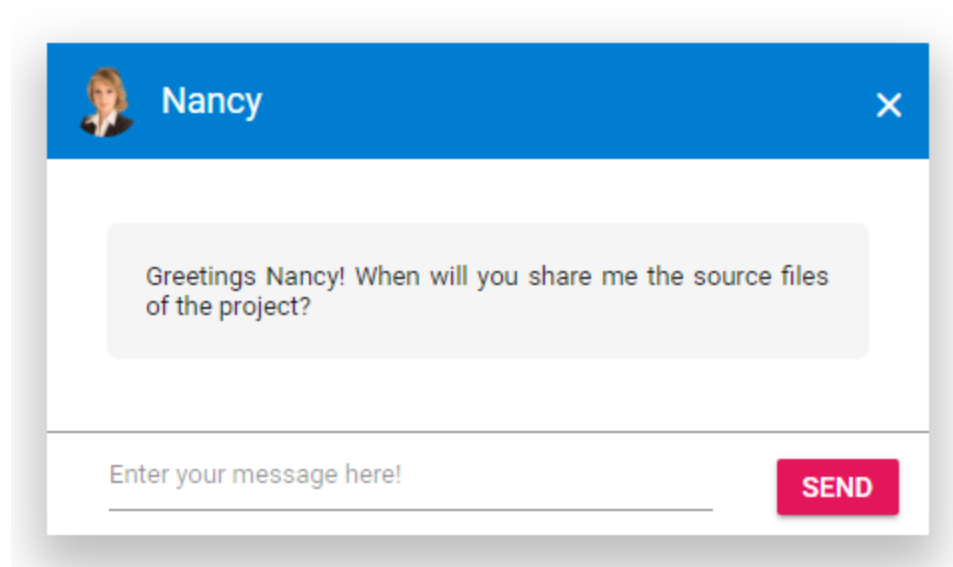 Nancy
Greetings Nancy! When will you share me the source files
of the project?
Enter your message here!
SEND